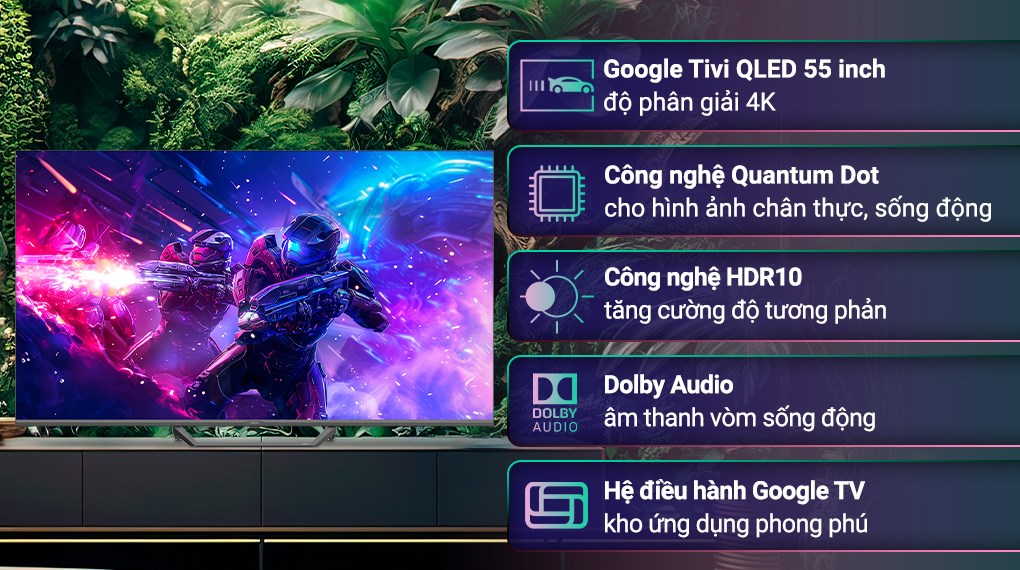 Google Tivi QLED 55 inch
độ phân giải 4K
Công nghệ Quantum Dot
cho hình ảnh chân thực, sống động
Công nghệ HDR10
tăng cường độ tương phản
DOLBY
AUDIO
Dolby Audio
âm thanh vòm sống động
Hệ điều hành Google TV
kho ứng dụng phong phú